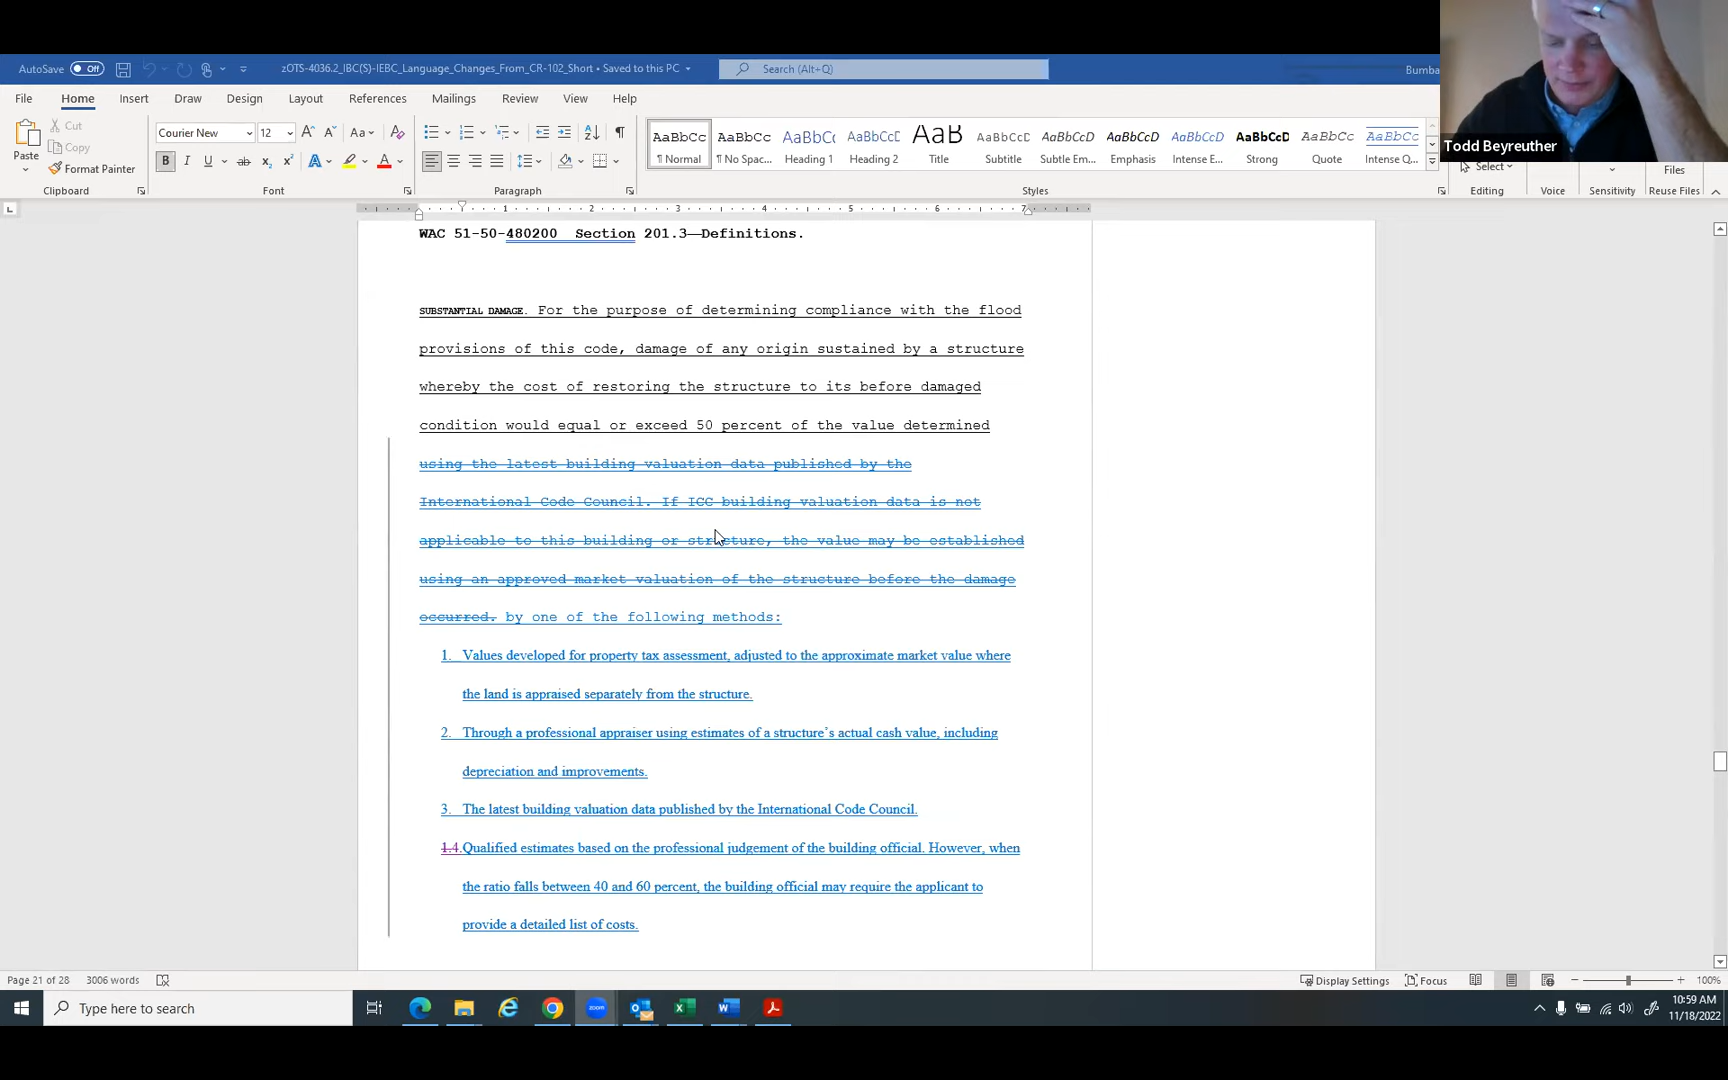 AutoSave Off zOTS-4036.2_IBC(S)-IEBC_Language_Changes_From_CR-102_Short • Saved to this PC Search (Alt+Q) Bumba
File Home Insert Draw Design Layout References Mailings Review View Help
Todd Beyreuther
Paste Cut Copy Format Painter
Courier New 12
AaBbCc AaBbCc AaBbC AaBbCcC AaB AaBbCcD AaBbCcD AaBbCcD AaBbCcD AaBbCcD AaBbCc AaBbCc
¶ Normal ¶ No Spac... Heading 1 Heading 2 Title Subtitle Subtle Em... Emphasis Intense E... Strong Quote Intense Q...
Select Files
Clipboard Font Paragraph Styles Editing Voice Sensitivity Reuse Files
1 2 3 4 5 6 7
WAC 51-50-480200 Section 201.3—Definitions.
SUBSTANTIAL DAMAGE. For the purpose of determining compliance with the flood
provisions of this code, damage of any origin sustained by a structure
whereby the cost of restoring the structure to its before damaged
condition would equal or exceed 50 percent of the value determined
using the latest building valuation data published by the
International Code Council. If ICC building valuation data is not
applicable to this building or structure, the value may be established
using an approved market valuation of the structure before the damage
occurred. by one of the following methods:
1. Values developed for property tax assessment, adjusted to the approximate market value where
the land is appraised separately from the structure.
2. Through a professional appraiser using estimates of a structure’s actual cash value, including
depreciation and improvements.
3. The latest building valuation data published by the International Code Council.
1.4.Qualified estimates based on the professional judgement of the building official. However, when
the ratio falls between 40 and 60 percent, the building official may require the applicant to
provide a detailed list of costs.
Page 21 of 28 3006 words Display Settings Focus 100%
Type here to search
zoom
10:59 AM
11/18/2022